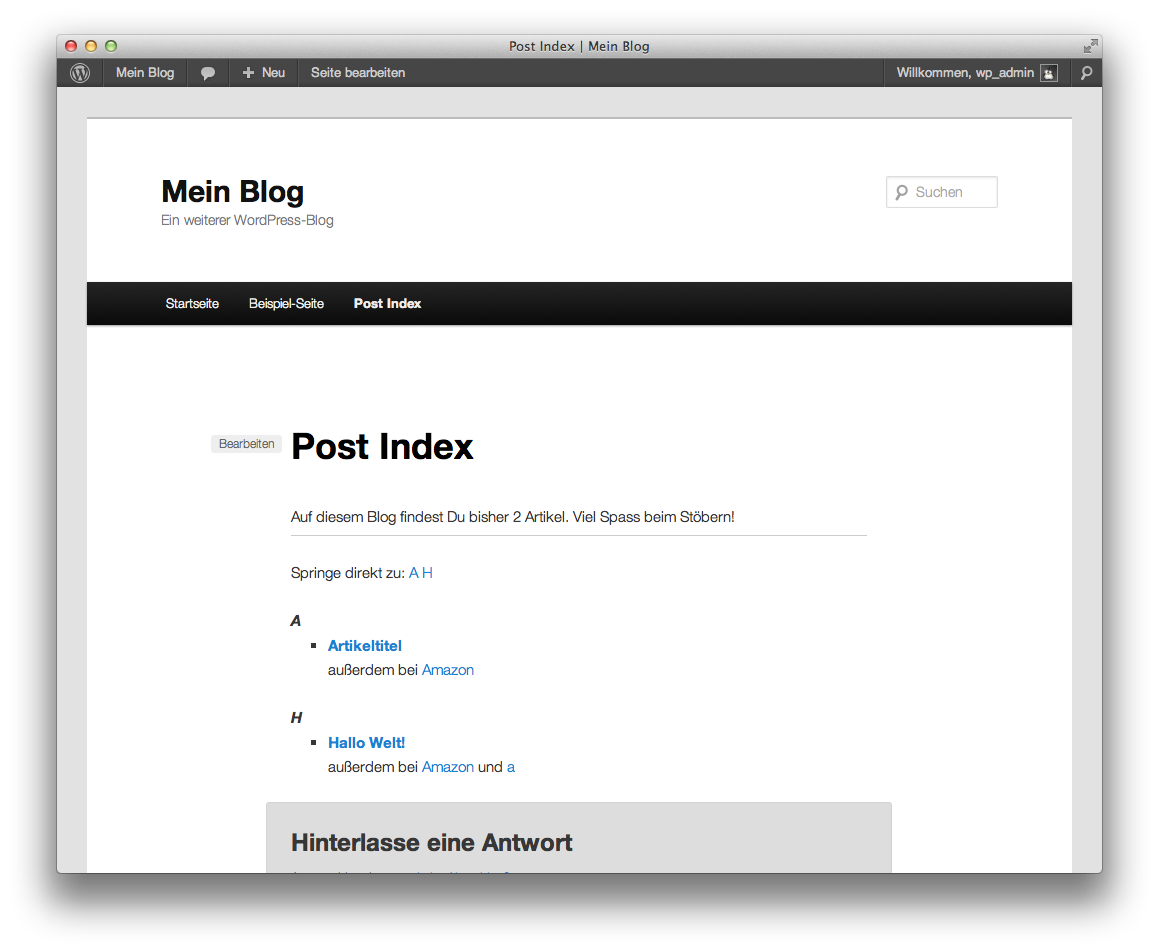 Post Index | Mein Blog
Mein Blog Neu Seite bearbeiten Willkommen, wp_admin
Mein Blog
Suchen
Ein weiterer WordPress-Blog
Startseite Beispiel-Seite Post Index
Bearbeiten Post Index
Auf diesem Blog findest Du bisher 2 Artikel. Viel Spass beim Stöbern!
Springe direkt zu: A H
A
Artikeltitel
außerdem bei Amazon
H
Hallo Welt!
außerdem bei Amazon und a
Hinterlasse eine Antwort